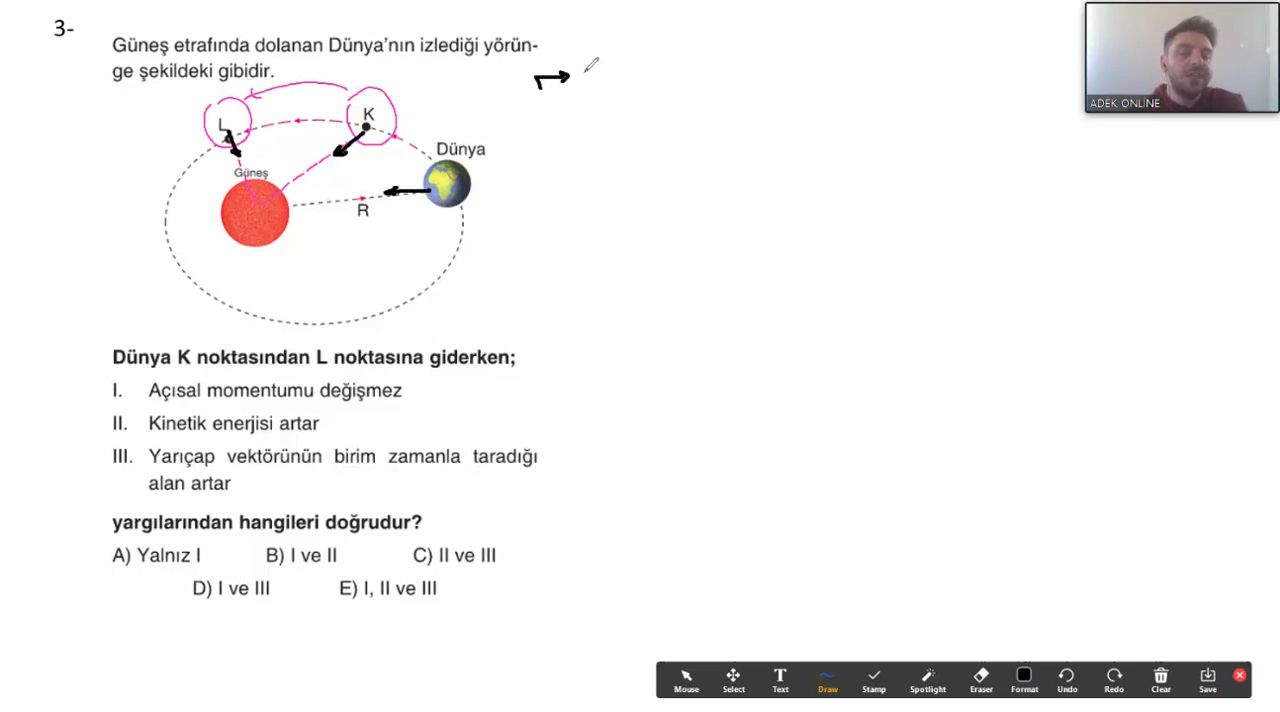 3-
Güneş etrafında dolanan Dünya'nın izlediği yörün-
ge şekildeki gibidir.
ADEK ONLİNE
L
K
Dünya
Güneş
R
Dünya K noktasından L noktasına giderken;
I. Açısal momentumu değişmez
II. Kinetik enerjisi artar
III. Yarıçap vektörünün birim zamanla taradığı
alan artar
yargılarından hangileri doğrudur?
A) Yalnız I B) I ve II C) II ve III
D) I ve III E) I, II ve III
Mouse Select Text Draw Stamp Spotlight Eraser Format Undo Redo Clear Save